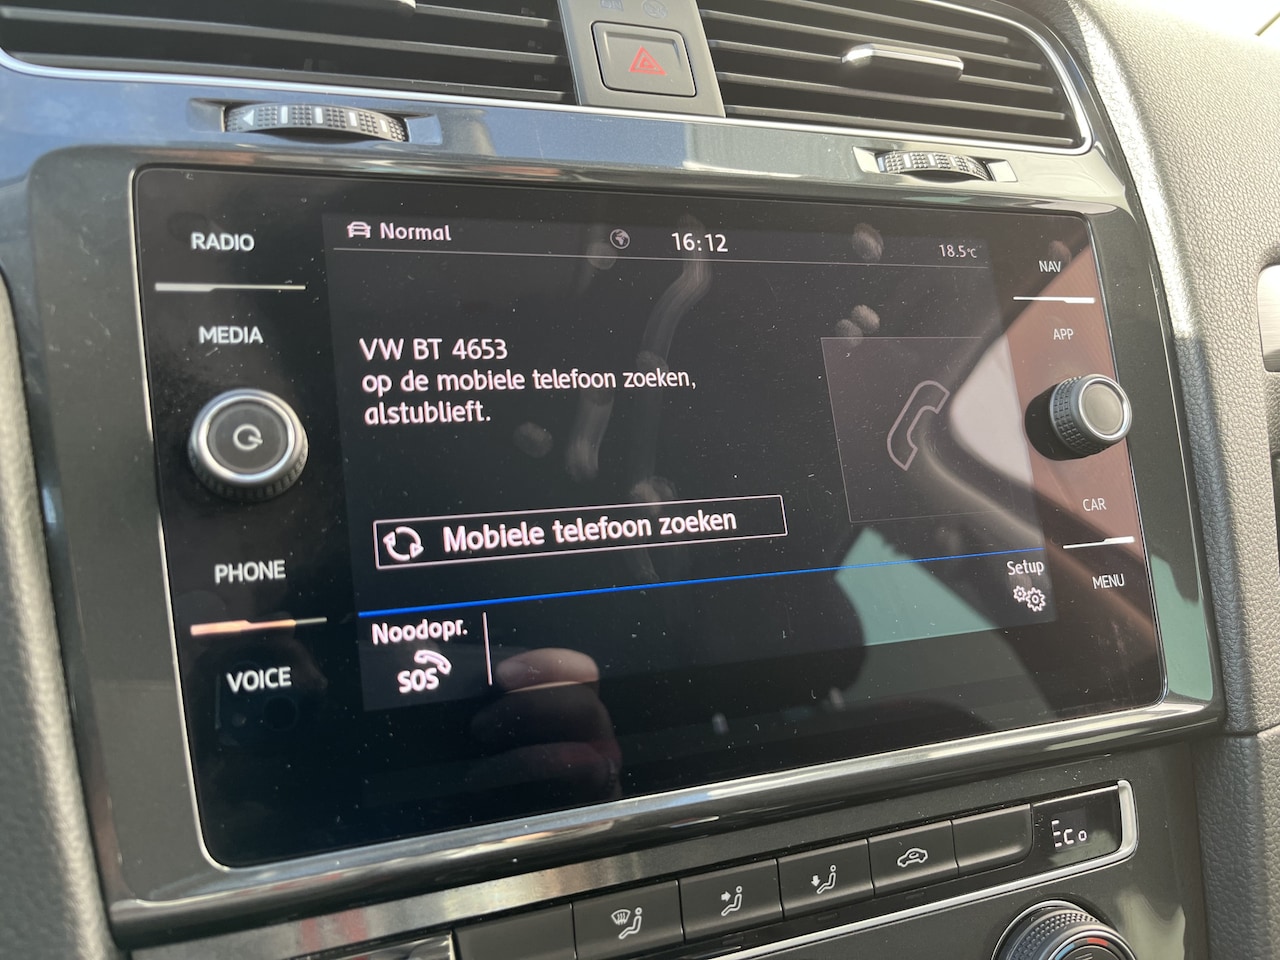 RADIO
MEDIA
PHONE
VOICE
Normal
16:12
18.5°C
VW BT 4653
op de mobiele telefoon zoeken,
alstublieft.
Mobiele telefoon zoeken
Noodopr.
SOS
Setup
NAV
APP
CAR
MENU
Eco